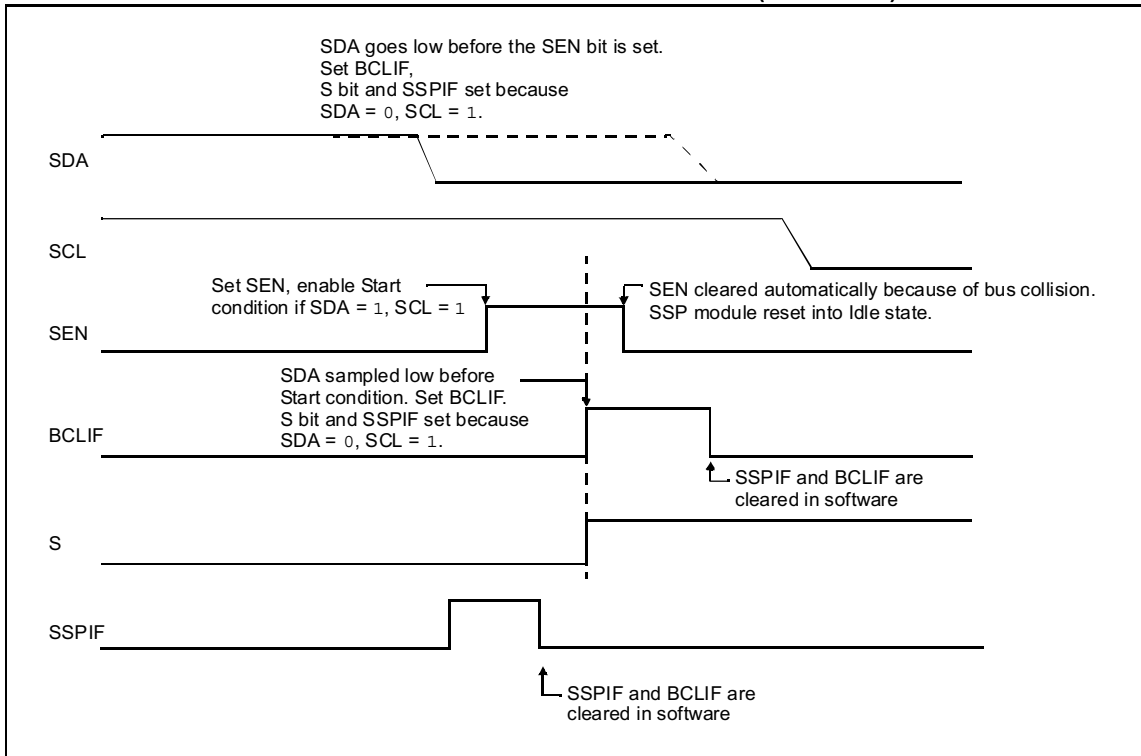 SDA goes low before the SEN bit is set.
Set BCLIF,
S bit and SSPIF set because
SDA = 0, SCL = 1.
SDA
SCL
Set SEN, enable Start
condition if SDA = 1, SCL = 1
SEN cleared automatically because of bus collision.
SSP module reset into Idle state.
SEN
SDA sampled low before
Start condition. Set BCLIF.
S bit and SSPIF set because
SDA = 0, SCL = 1.
BCLIF
SSPIF and BCLIF are
cleared in software
S
SSPIF
SSPIF and BCLIF are
cleared in software